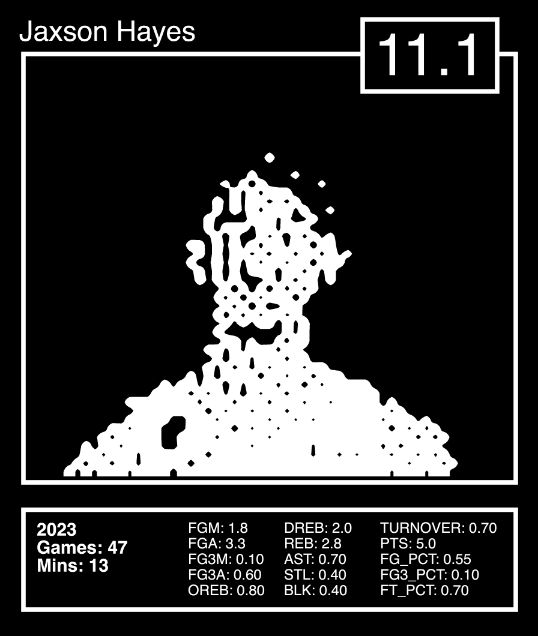 Jaxson Hayes
11.1
2023
Games: 47
Mins: 13
FGM: 1.8
FGA: 3.3
FG3M: 0.10
FG3A: 0.60
OREB: 0.80
DREB: 2.0
REB: 2.8
AST: 0.70
STL: 0.40
BLK: 0.40
TURNOVER: 0.70
PTS: 5.0
FG_PCT: 0.55
FG3_PCT: 0.10
FT_PCT: 0.70